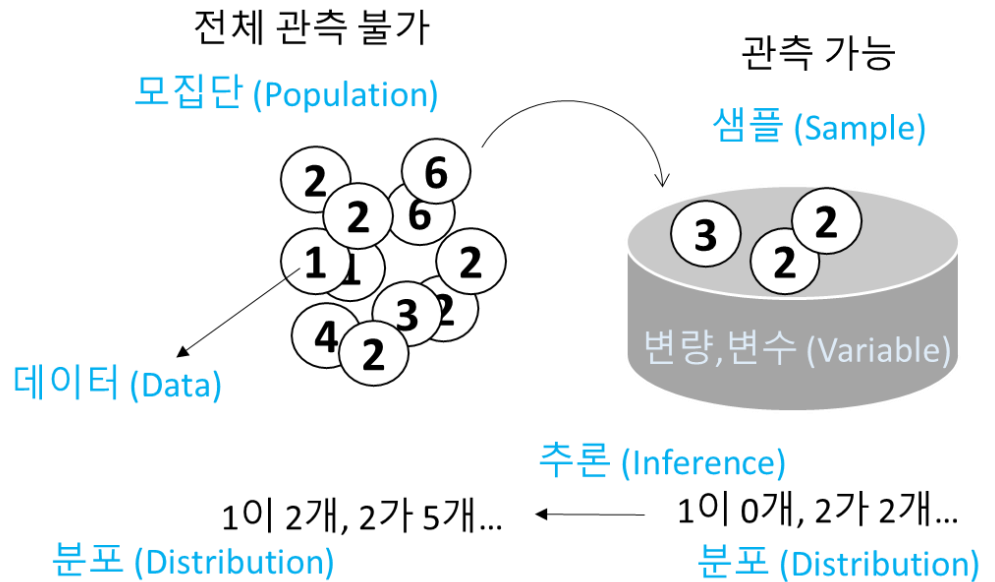 전체 관측 불가
모집단 (Population)
관측 가능
샘플 (Sample)
2
6
2
6
1
1
2
4
3
2
2
3
2
2
변량,변수 (Variable)
데이터 (Data)
추론 (Inference)
1이 2개, 2가 5개...
1이 0개, 2가 2개...
분포 (Distribution)
분포 (Distribution)